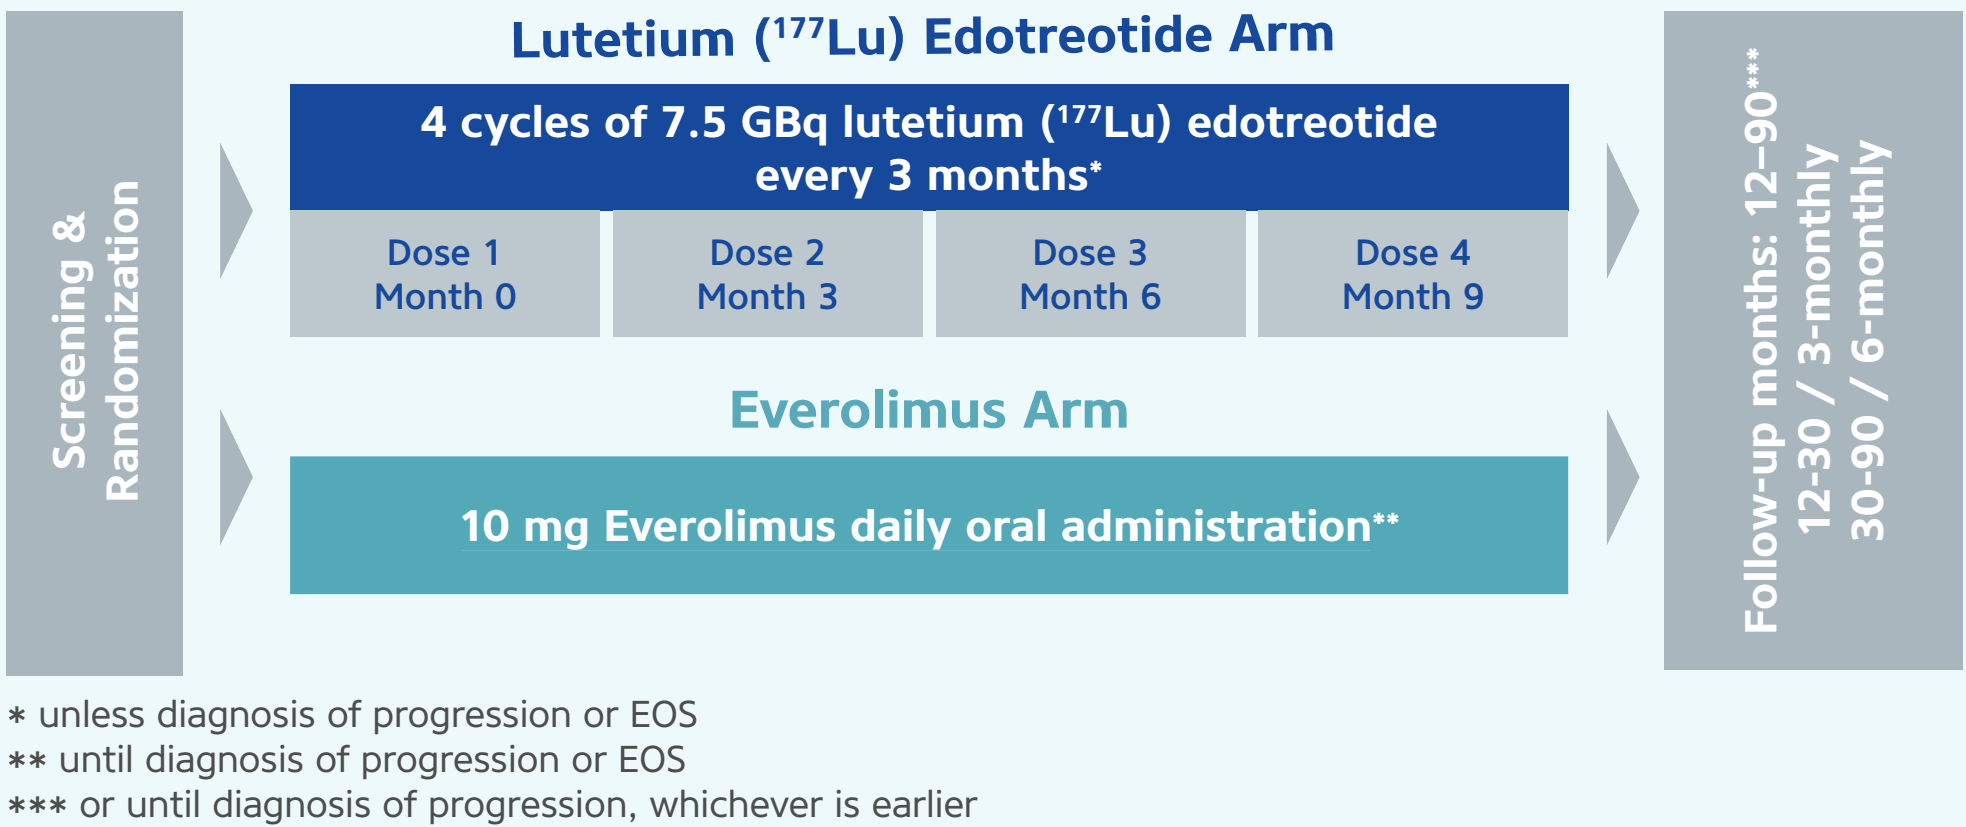 Screening &
Randomization
Lutetium (¹⁷⁷Lu) Edotreotide Arm
4 cycles of 7.5 GBq lutetium (¹⁷⁷Lu) edotreotide
every 3 months*
Dose 1
Month 0
Dose 2
Month 3
Dose 3
Month 6
Dose 4
Month 9
Everolimus Arm
10 mg Everolimus daily oral administration**
Follow-up months: 12–90***
12-30 / 3-monthly
30-90 / 6-monthly
* unless diagnosis of progression or EOS
** until diagnosis of progression or EOS
*** or until diagnosis of progression, whichever is earlier